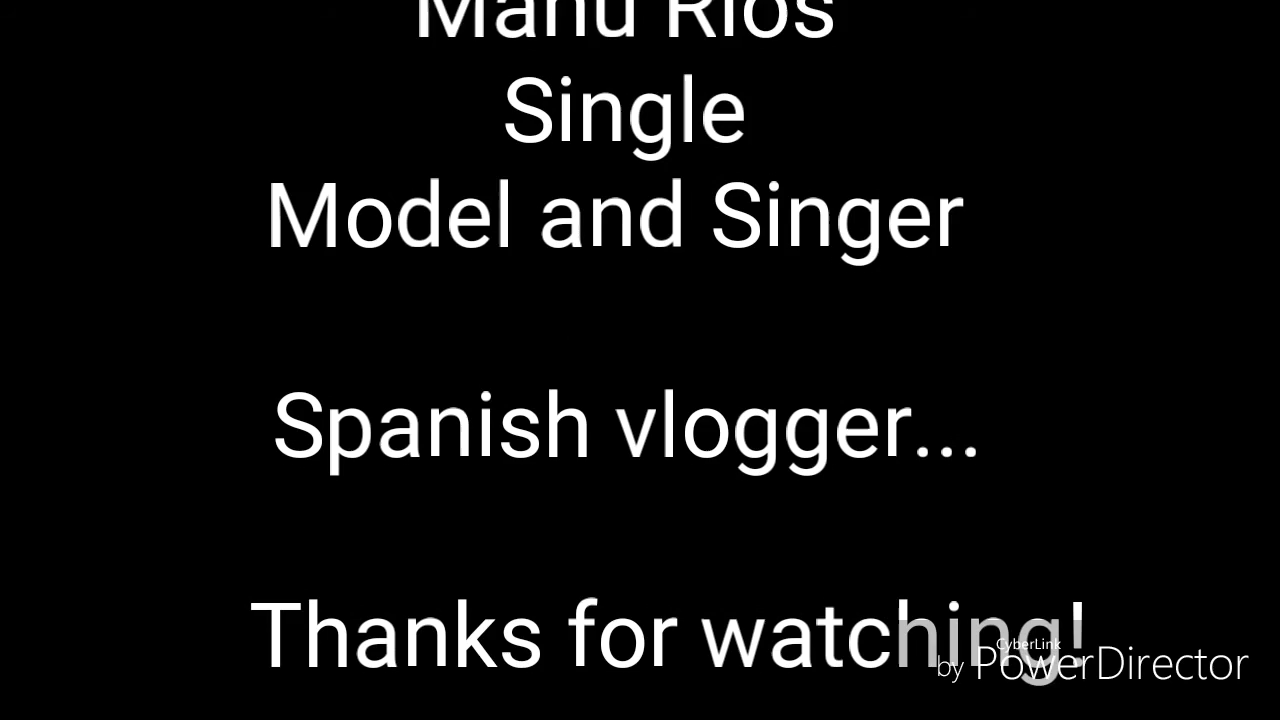 Manu Rios
Single
Model and Singer
Spanish vlogger...
Thanks for watching!
CyberLink
by PowerDirector